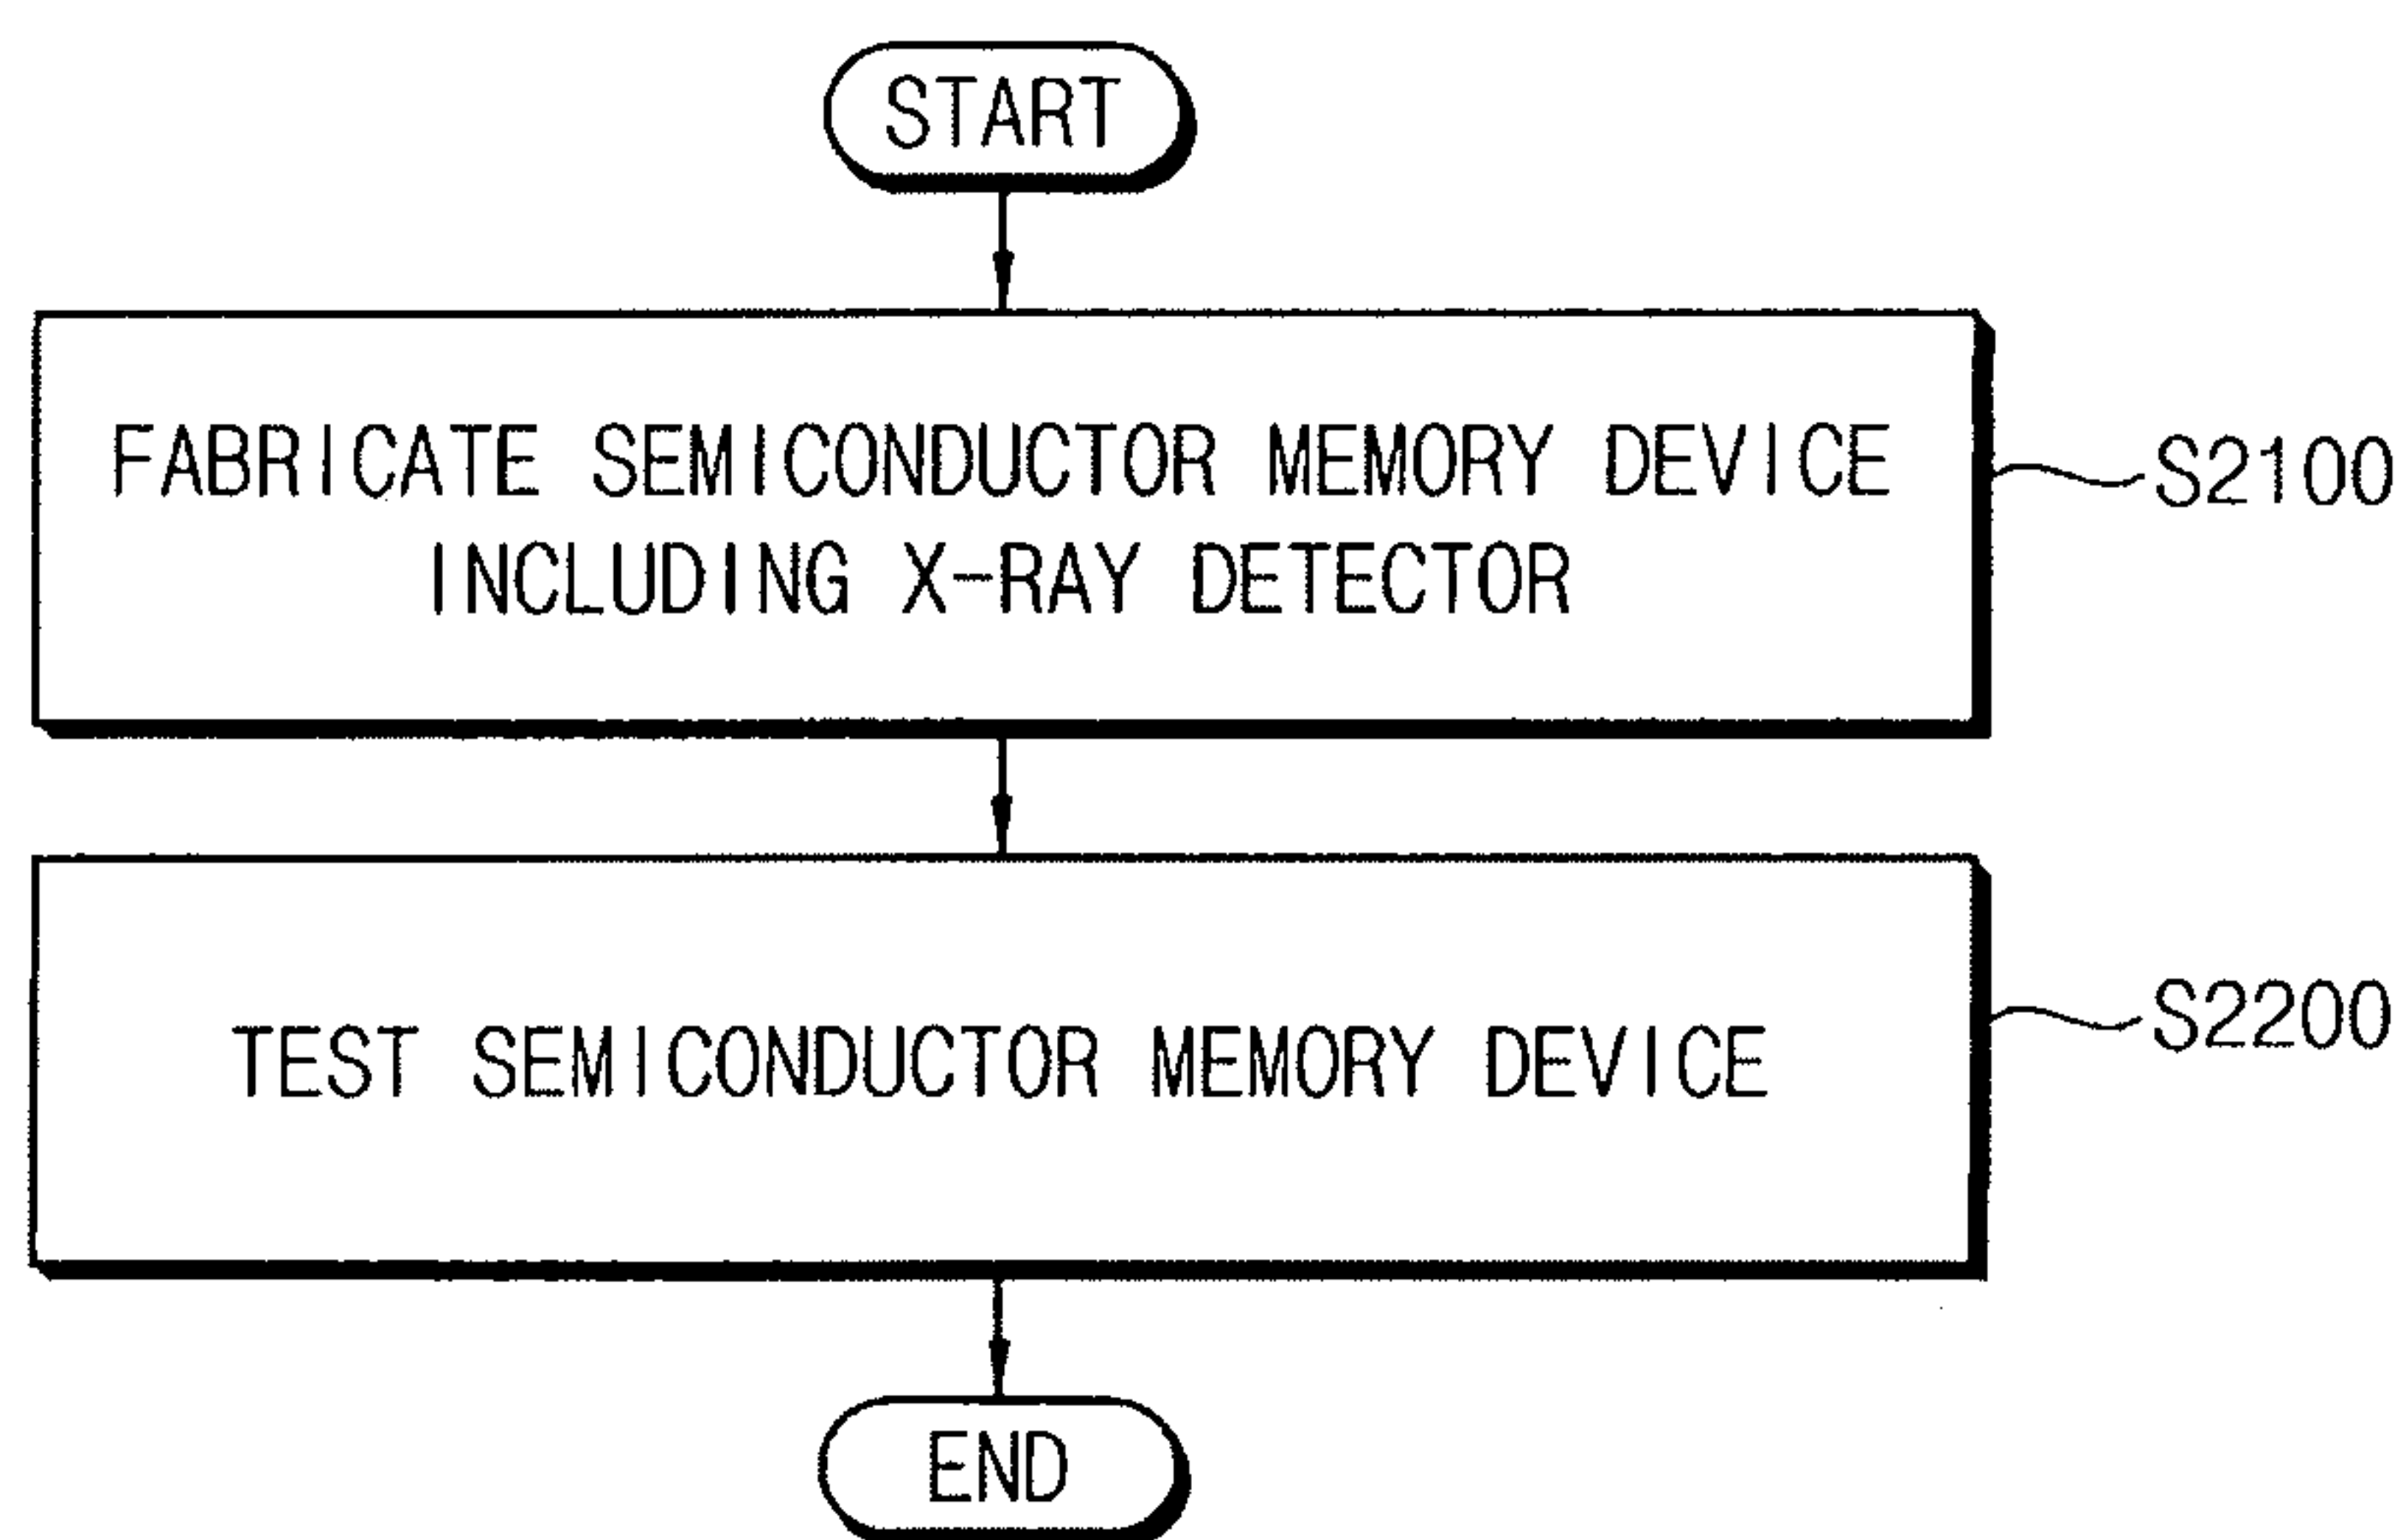 START
FABRICATE SEMICONDUCTOR MEMORY DEVICE
INCLUDING X-RAY DETECTOR
S2100
TEST SEMICONDUCTOR MEMORY DEVICE
S2200
END